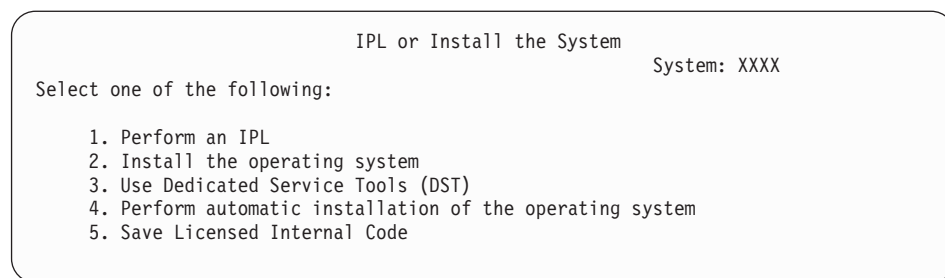 IPL or Install the System
System: XXXX
Select one of the following:
1. Perform an IPL
2. Install the operating system
3. Use Dedicated Service Tools (DST)
4. Perform automatic installation of the operating system
5. Save Licensed Internal Code